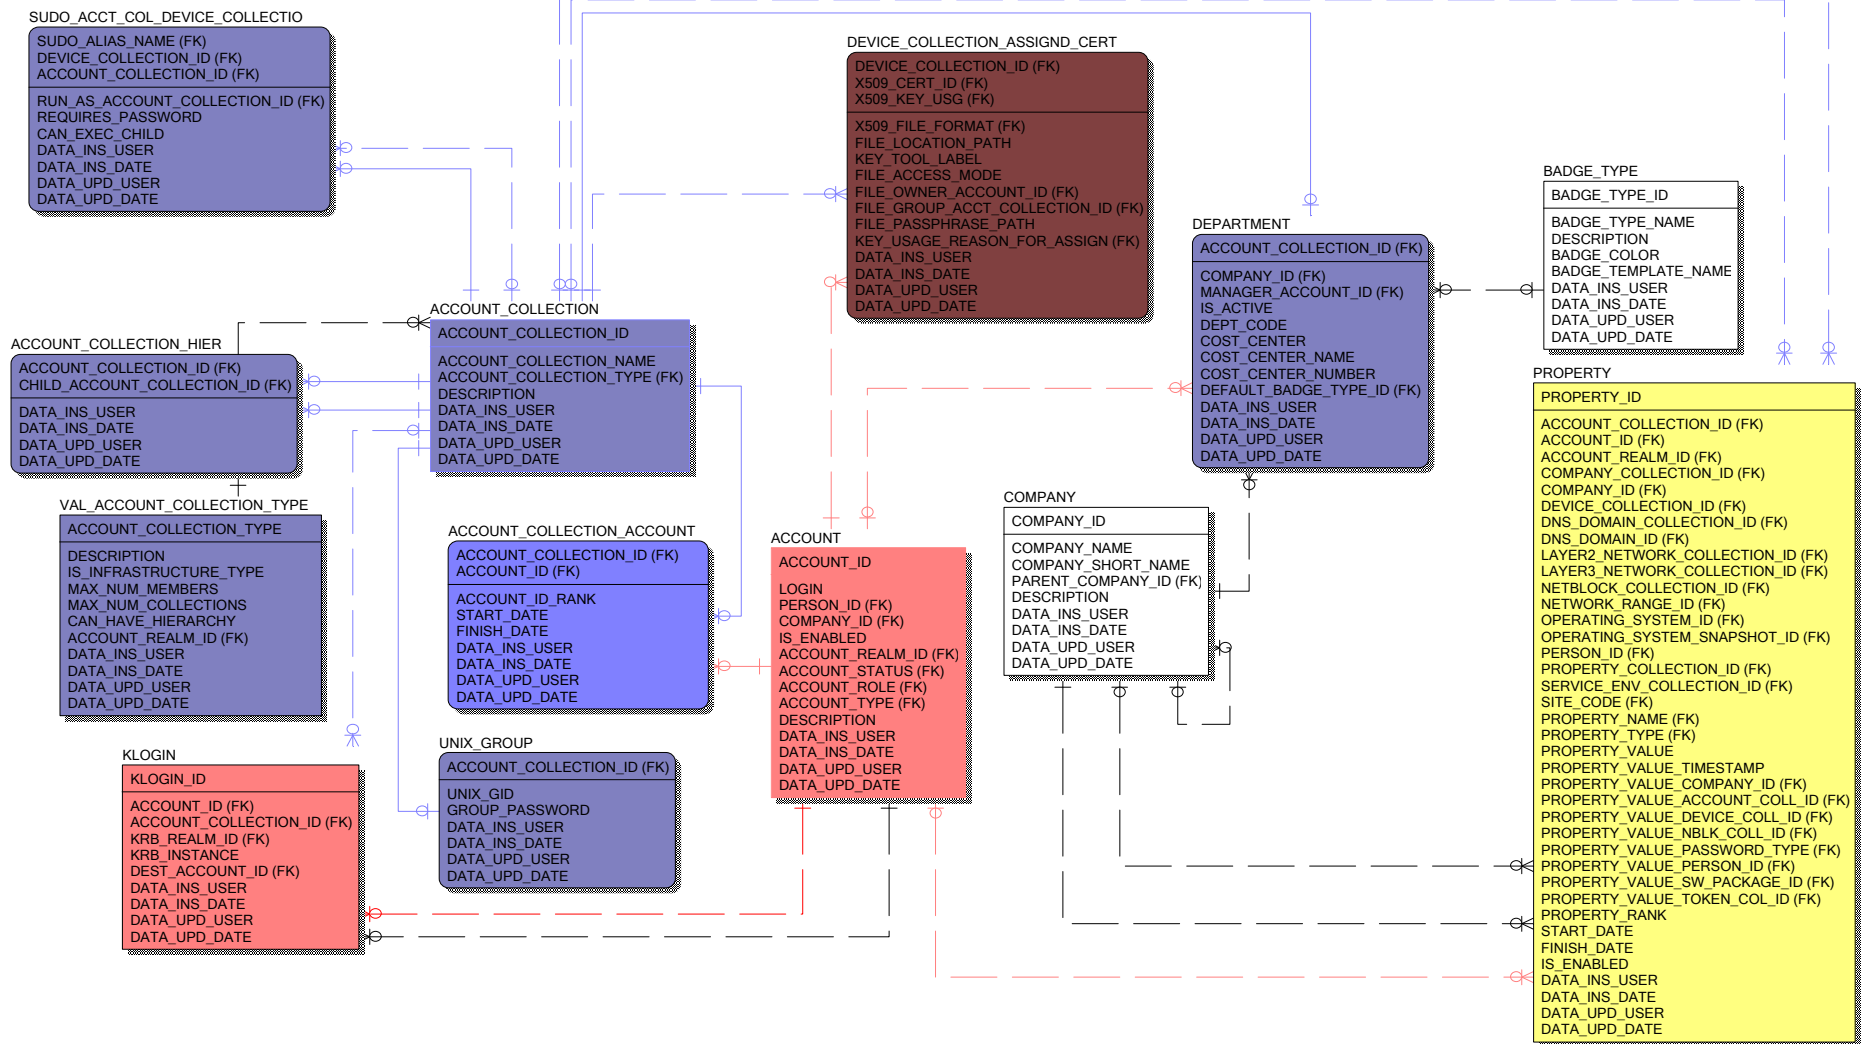 SUDO_ACCT_COL_DEVICE_COLLECTIO
SUDO_ALIAS_NAME (FK)
DEVICE_COLLECTION_ID (FK)
ACCOUNT_COLLECTION_ID (FK)
RUN_AS_ACCOUNT_COLLECTION_ID (FK)
REQUIRES_PASSWORD
CAN_EXEC_CHILD
DATA_INS_USER
DATA_INS_DATE
DATA_UPD_USER
DATA_UPD_DATE
DEVICE_COLLECTION_ASSIGND_CERT
DEVICE_COLLECTION_ID (FK)
X509_CERT_ID (FK)
X509_KEY_USG (FK)
X509_FILE_FORMAT (FK)
FILE_LOCATION_PATH
KEY_TOOL_LABEL
FILE_ACCESS_MODE
FILE_OWNER_ACCOUNT_ID (FK)
FILE_GROUP_ACCT_COLLECTION_ID (FK)
FILE_PASSPHRASE_PATH
KEY_USAGE_REASON_FOR_ASSIGN (FK)
DATA_INS_USER
DATA_INS_DATE
DATA_UPD_USER
DATA_UPD_DATE
BADGE_TYPE
BADGE_TYPE_ID
BADGE_TYPE_NAME
DESCRIPTION
BADGE_COLOR
BADGE_TEMPLATE_NAME
DATA_INS_USER
DATA_INS_DATE
DATA_UPD_USER
DATA_UPD_DATE
DEPARTMENT
ACCOUNT_COLLECTION_ID (FK)
COMPANY_ID (FK)
MANAGER_ACCOUNT_ID (FK)
IS_ACTIVE
DEPT_CODE
COST_CENTER
COST_CENTER_NAME
COST_CENTER_NUMBER
DEFAULT_BADGE_TYPE_ID (FK)
DATA_INS_USER
DATA_INS_DATE
DATA_UPD_USER
DATA_UPD_DATE
ACCOUNT_COLLECTION
ACCOUNT_COLLECTION_ID
ACCOUNT_COLLECTION_NAME
ACCOUNT_COLLECTION_TYPE (FK)
DESCRIPTION
DATA_INS_USER
DATA_INS_DATE
DATA_UPD_USER
DATA_UPD_DATE
ACCOUNT_COLLECTION_HIER
ACCOUNT_COLLECTION_ID (FK)
CHILD_ACCOUNT_COLLECTION_ID (FK)
DATA_INS_USER
DATA_INS_DATE
DATA_UPD_USER
DATA_UPD_DATE
PROPERTY
PROPERTY_ID
ACCOUNT_COLLECTION_ID (FK)
ACCOUNT_ID (FK)
ACCOUNT_REALM_ID (FK)
COMPANY_COLLECTION_ID (FK)
COMPANY_ID (FK)
DEVICE_COLLECTION_ID (FK)
DNS_DOMAIN_COLLECTION_ID (FK)
DNS_DOMAIN_ID (FK)
LAYER2_NETWORK_COLLECTION_ID (FK)
LAYER3_NETWORK_COLLECTION_ID (FK)
NETBLOCK_COLLECTION_ID (FK)
NETWORK_RANGE_ID (FK)
OPERATING_SYSTEM_ID (FK)
OPERATING_SYSTEM_SNAPSHOT_ID (FK)
PERSON_ID (FK)
PROPERTY_COLLECTION_ID (FK)
SERVICE_ENV_COLLECTION_ID (FK)
SITE_CODE (FK)
PROPERTY_NAME (FK)
PROPERTY_TYPE (FK)
PROPERTY_VALUE
PROPERTY_VALUE_TIMESTAMP
PROPERTY_VALUE_COMPANY_ID (FK)
PROPERTY_VALUE_ACCOUNT_COLL_ID (FK)
PROPERTY_VALUE_DEVICE_COLL_ID (FK)
PROPERTY_VALUE_NBLK_COLL_ID (FK)
PROPERTY_VALUE_PASSWORD_TYPE (FK)
PROPERTY_VALUE_PERSON_ID (FK)
PROPERTY_VALUE_SW_PACKAGE_ID (FK)
PROPERTY_VALUE_TOKEN_COL_ID (FK)
PROPERTY_RANK
START_DATE
FINISH_DATE
IS_ENABLED
DATA_INS_USER
DATA_INS_DATE
DATA_UPD_USER
DATA_UPD_DATE
VAL_ACCOUNT_COLLECTION_TYPE
ACCOUNT_COLLECTION_TYPE
DESCRIPTION
IS_INFRASTRUCTURE_TYPE
MAX_NUM_MEMBERS
MAX_NUM_COLLECTIONS
CAN_HAVE_HIERARCHY
ACCOUNT_REALM_ID (FK)
DATA_INS_USER
DATA_INS_DATE
DATA_UPD_USER
DATA_UPD_DATE
ACCOUNT_COLLECTION_ACCOUNT
ACCOUNT_COLLECTION_ID (FK)
ACCOUNT_ID (FK)
ACCOUNT_ID_RANK
START_DATE
FINISH_DATE
DATA_INS_USER
DATA_INS_DATE
DATA_UPD_USER
DATA_UPD_DATE
ACCOUNT
ACCOUNT_ID
LOGIN
PERSON_ID (FK)
COMPANY_ID (FK)
IS_ENABLED
ACCOUNT_REALM_ID (FK)
ACCOUNT_STATUS (FK)
ACCOUNT_ROLE (FK)
ACCOUNT_TYPE (FK)
DESCRIPTION
DATA_INS_USER
DATA_INS_DATE
DATA_UPD_USER
DATA_UPD_DATE
COMPANY
COMPANY_ID
COMPANY_NAME
COMPANY_SHORT_NAME
PARENT_COMPANY_ID (FK)
DESCRIPTION
DATA_INS_USER
DATA_INS_DATE
DATA_UPD_USER
DATA_UPD_DATE
KLOGIN
KLOGIN_ID
ACCOUNT_ID (FK)
ACCOUNT_COLLECTION_ID (FK)
KRB_REALM_ID (FK)
KRB_INSTANCE
DEST_ACCOUNT_ID (FK)
DATA_INS_USER
DATA_INS_DATE
DATA_UPD_USER
DATA_UPD_DATE
UNIX_GROUP
ACCOUNT_COLLECTION_ID (FK)
UNIX_GID
GROUP_PASSWORD
DATA_INS_USER
DATA_INS_DATE
DATA_UPD_USER
DATA_UPD_DATE